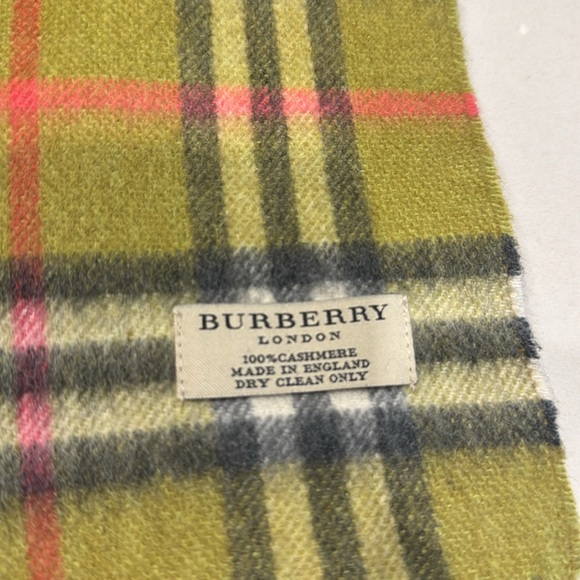 BURBERRY
LONDON
100%CASHMERE
MADE IN ENGLAND
DRY CLEAN ONLY